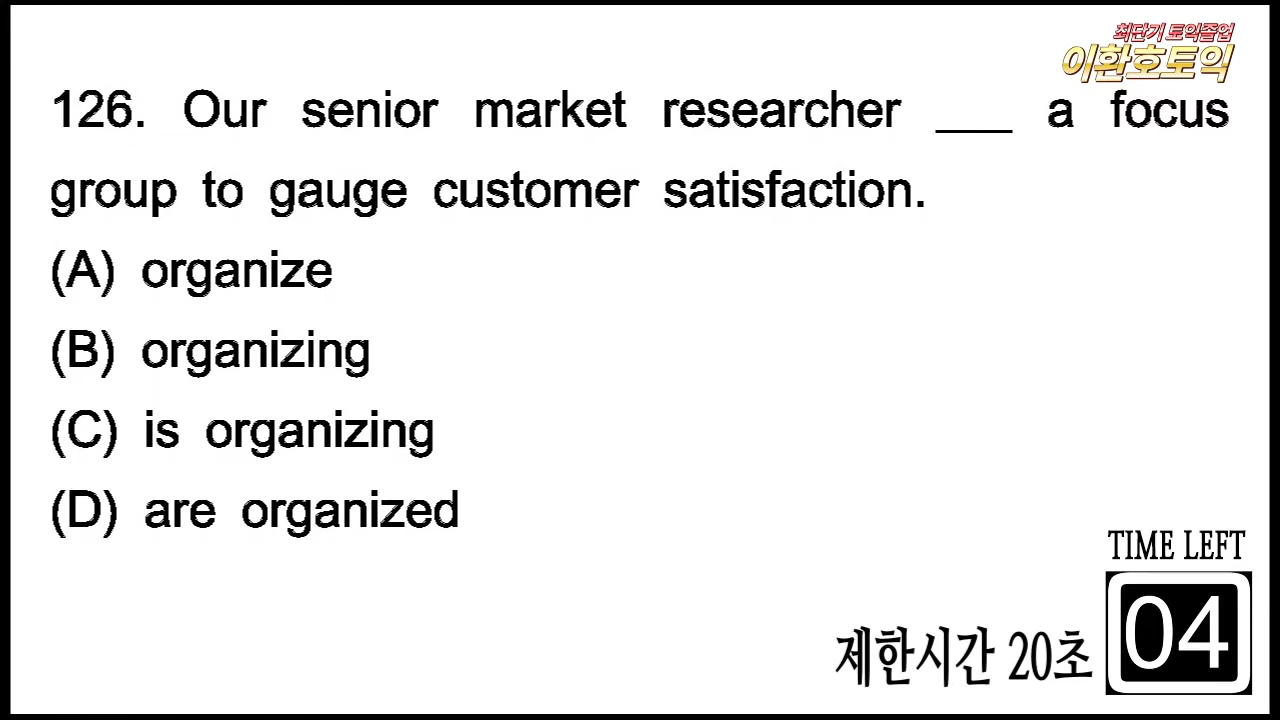 최단기 토익졸업
이환호토익
126. Our senior market researcher ___ a focus
group to gauge customer satisfaction.
(A) organize
(B) organizing
(C) is organizing
(D) are organized
TIME LEFT
제한시간 20초
04